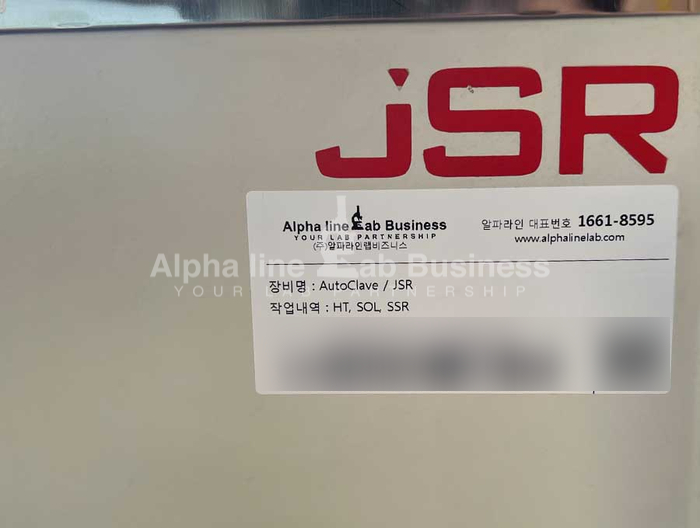 JSR
Alpha line Lab Business
YOUR LAB PARTNERSHIP
(주)알파라인랩비즈니스
알파라인 대표번호 1661-8595
www.alphalinelab.com
Alpha line Lab Business
YOUR LAB PARTNERSHIP
장비명 : AutoClave / JSR
작업내역 : HT, SOL, SSR